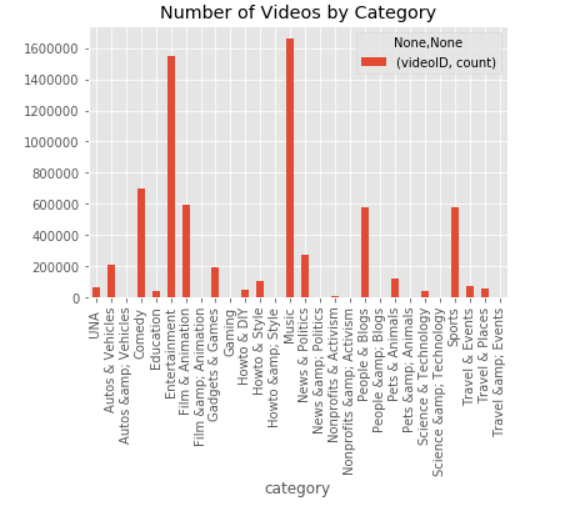 Number of Videos by Category
None,None
(videoID, count)
1600000
1400000
1200000
1000000
800000
600000
400000
200000
0
UNA
Autos & Vehicles
Autos &amp; Vehicles
Comedy
Education
Entertainment
Film & Animation
Film &amp; Animation
Gadgets & Games
Gaming
Howto & DIY
Howto & Style
Howto &amp; Style
Music
News & Politics
News &amp; Politics
Nonprofits & Activism
Nonprofits &amp; Activism
People & Blogs
People &amp; Blogs
Pets & Animals
Pets &amp; Animals
Science & Technology
Science &amp; Technology
Sports
Travel & Events
Travel & Places
Travel &amp; Events
category